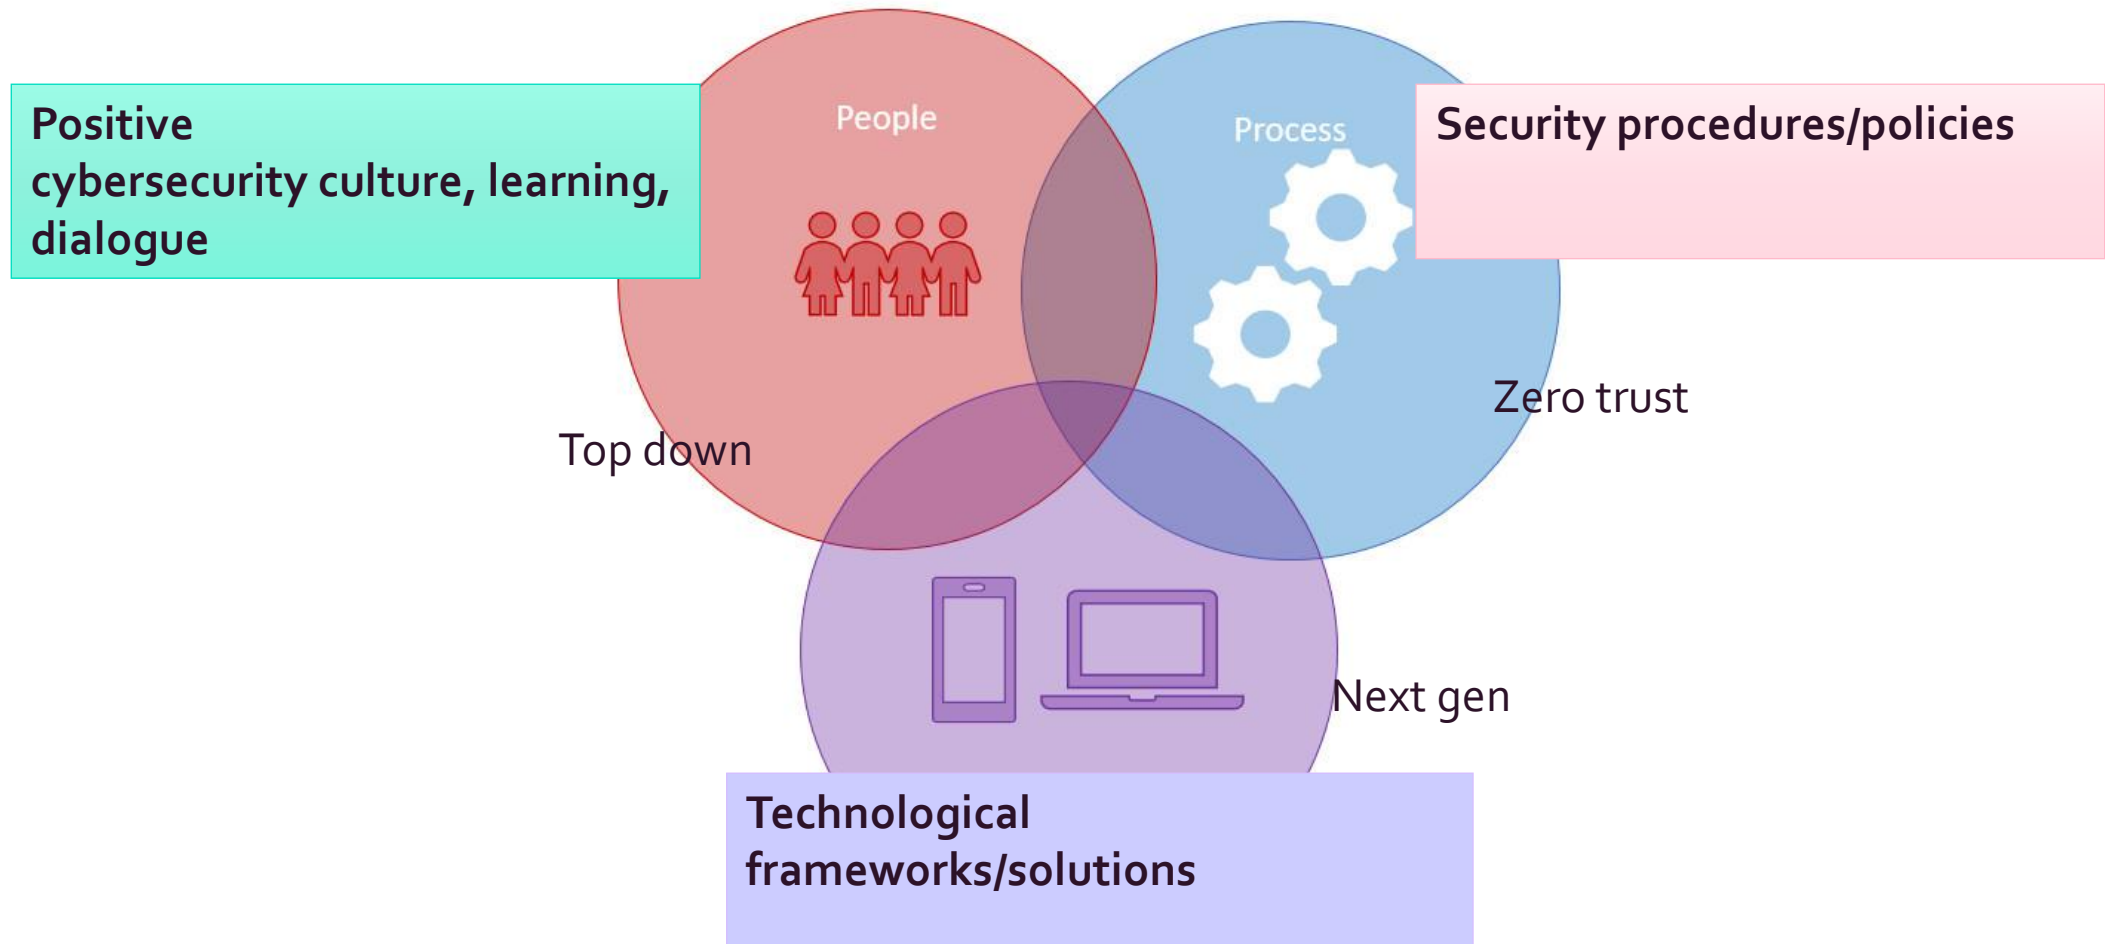 People
Process
Positive
cybersecurity culture, learning,
dialogue
Security procedures/policies
Zero trust
Top down
Next gen
Technological
frameworks/solutions